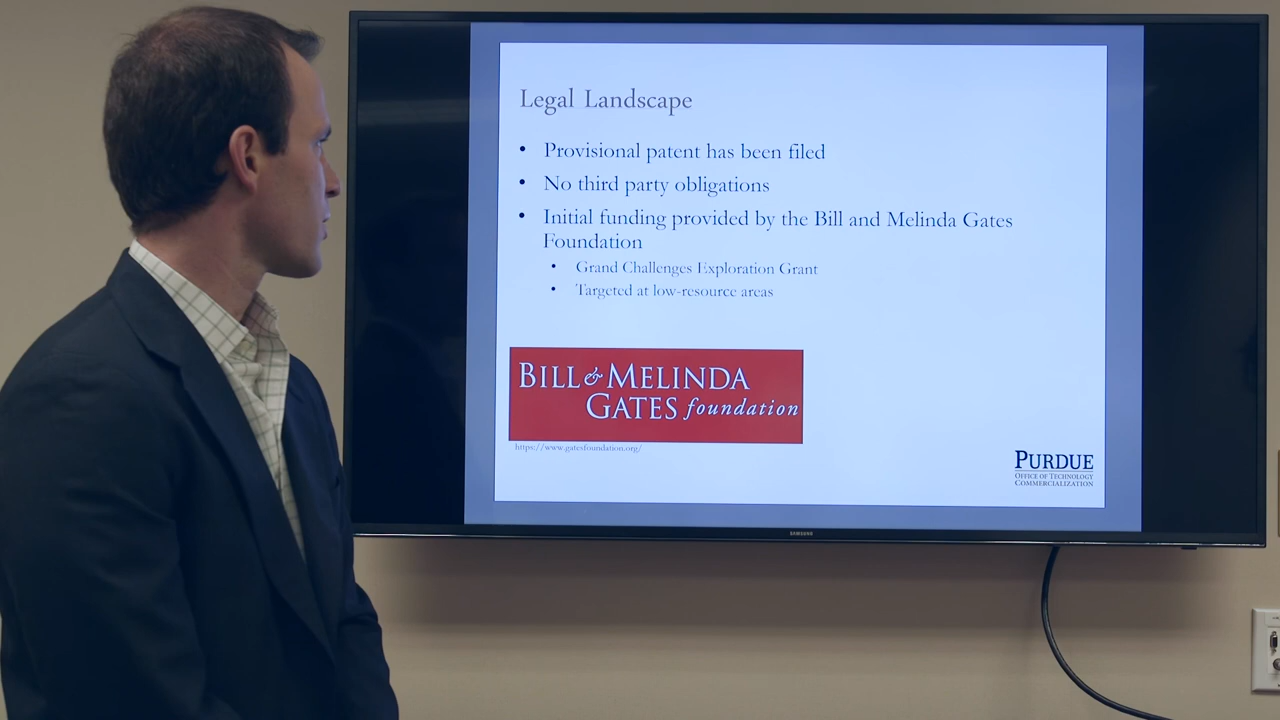 Legal Landscape
• Provisional patent has been filed
• No third party obligations
• Initial funding provided by the Bill and Melinda Gates
Foundation
• Grand Challenges Exploration Grant
• Targeted at low-resource areas
BILL & MELINDA
GATES foundation
https://www.gatesfoundation.org/
PURDUE
OFFICE OF TECHNOLOGY
COMMERCIALIZATION
SAMSUNG